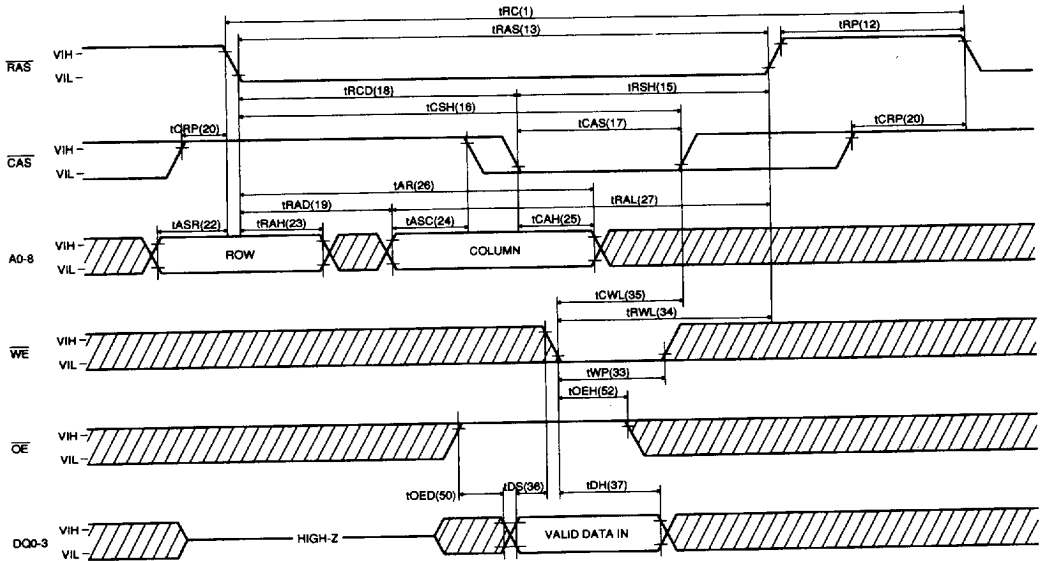 tRC(1)
tRAS(13)
tRP(12)
RAS
VIH
VIL
tRCD(18)
tRSH(15)
tCSH(16)
tCRP(20)
tCAS(17)
tCRP(20)
CAS
VIH
VIL
tAR(26)
tRAD(19)
tRAL(27)
tASR(22)
tRAH(23)
tASC(24)
tCAH(25)
A0-8
VIH
VIL
ROW
COLUMN
tCWL(35)
tRWL(34)
WE
VIH
VIL
tWP(33)
tOEH(52)
OE
VIH
VIL
tOED(50)
tDS(36)
tDH(37)
DQ0-3
VIH
VIL
HIGH-Z
VALID DATA IN